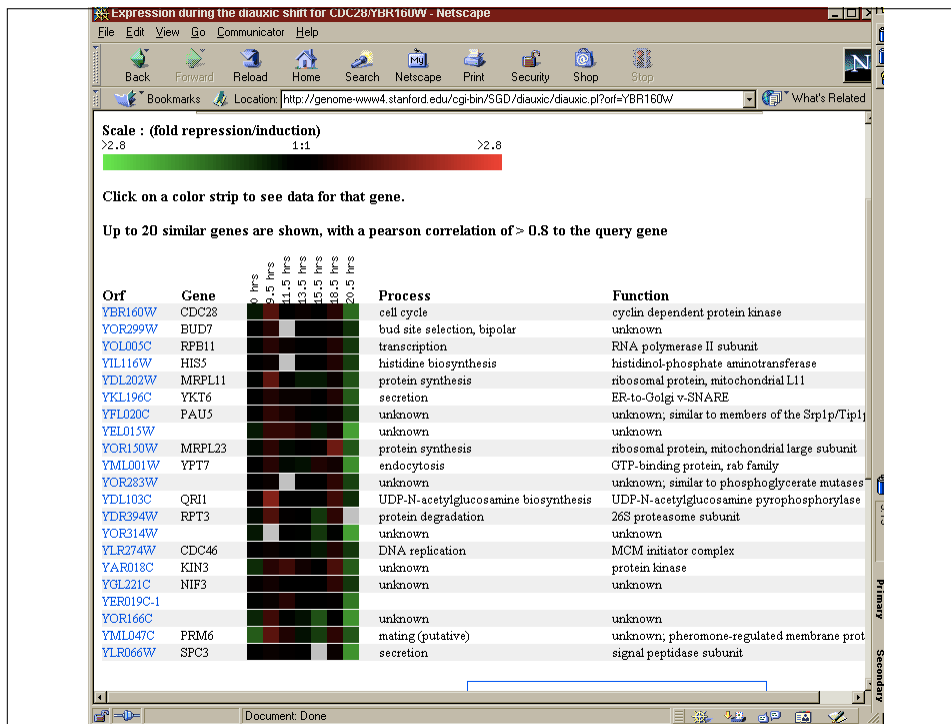 Expression during the diauxic shift for CDC28/YBR160W - Netscape
File Edit View Go Communicator Help
Back Forward Reload Home Search Netscape Print Security Shop Stop
My
N
Bookmarks Location: http://genome-www4.stanford.edu/cgi-bin/SGD/diauxic/diauxic.pl?orf=YBR160W What's Related
Scale : (fold repression/induction)
>2.8 1:1 >2.8
Click on a color strip to see data for that gene.
Up to 20 similar genes are shown, with a pearson correlation of > 0.8 to the query gene
0 hrs 9.5 hrs 11.5 hrs 13.5 hrs 15.5 hrs 18.5 hrs 20.5 hrs
Orf Gene Process Function
YBR160W CDC28 cell cycle cyclin dependent protein kinase
YOR299W BUD7 bud site selection, bipolar unknown
YOL005C RPB11 transcription RNA polymerase II subunit
YIL116W HIS5 histidine biosynthesis histidinol-phosphate aminotransferase
YDL202W MRPL11 protein synthesis ribosomal protein, mitochondrial L11
YKL196C YKT6 secretion ER-to-Golgi v-SNARE
YFL020C PAU5 unknown unknown; similar to members of the Srp1p/Tip1p
YEL015W unknown unknown
YOR150W MRPL23 protein synthesis ribosomal protein, mitochondrial large subunit
YML001W YPT7 endocytosis GTP-binding protein, rab family
YOR283W unknown unknown; similar to phosphoglycerate mutases
YDL103C QRI1 UDP-N-acetylglucosamine biosynthesis UDP-N-acetylglucosamine pyrophosphorylase
YDR394W RPT3 protein degradation 26S proteasome subunit
YOR314W unknown unknown
YLR274W CDC46 DNA replication MCM initiator complex
YAR018C KIN3 unknown protein kinase
YGL221C NIF3 unknown unknown
YER019C-1
YOR166C unknown unknown
YML047C PRM6 mating (putative) unknown; pheromone-regulated membrane prot
YLR066W SPC3 secretion signal peptidase subunit
Document: Done
Primary
Secondary